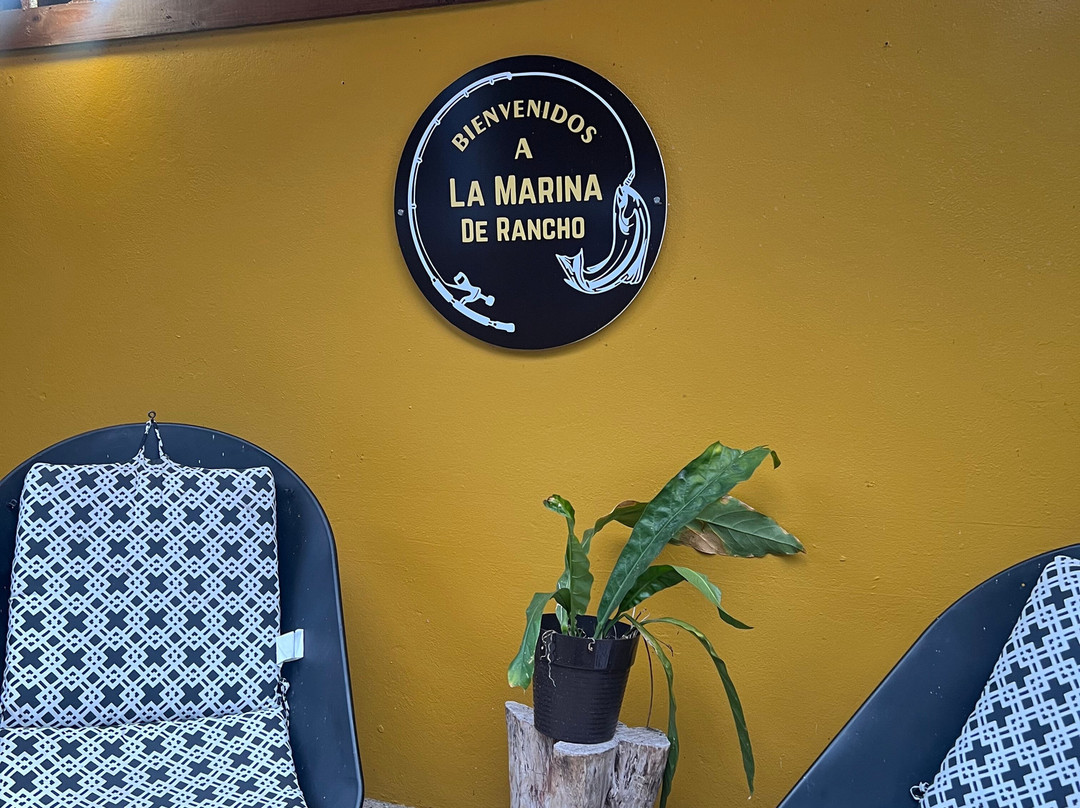 BIENVENIDOS
A
LA MARINA
DE RANCHO